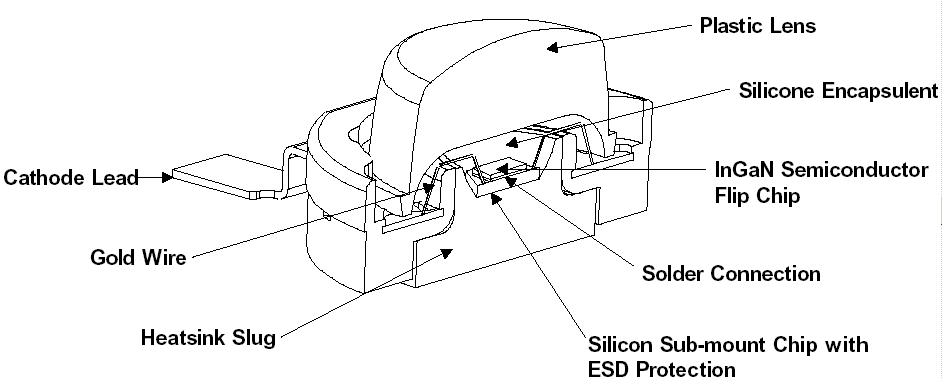 Plastic Lens
Silicone Encapsulent
Cathode Lead
InGaN Semiconductor
Flip Chip
Gold Wire
Solder Connection
Heatsink Slug
Silicon Sub-mount Chip with
ESD Protection